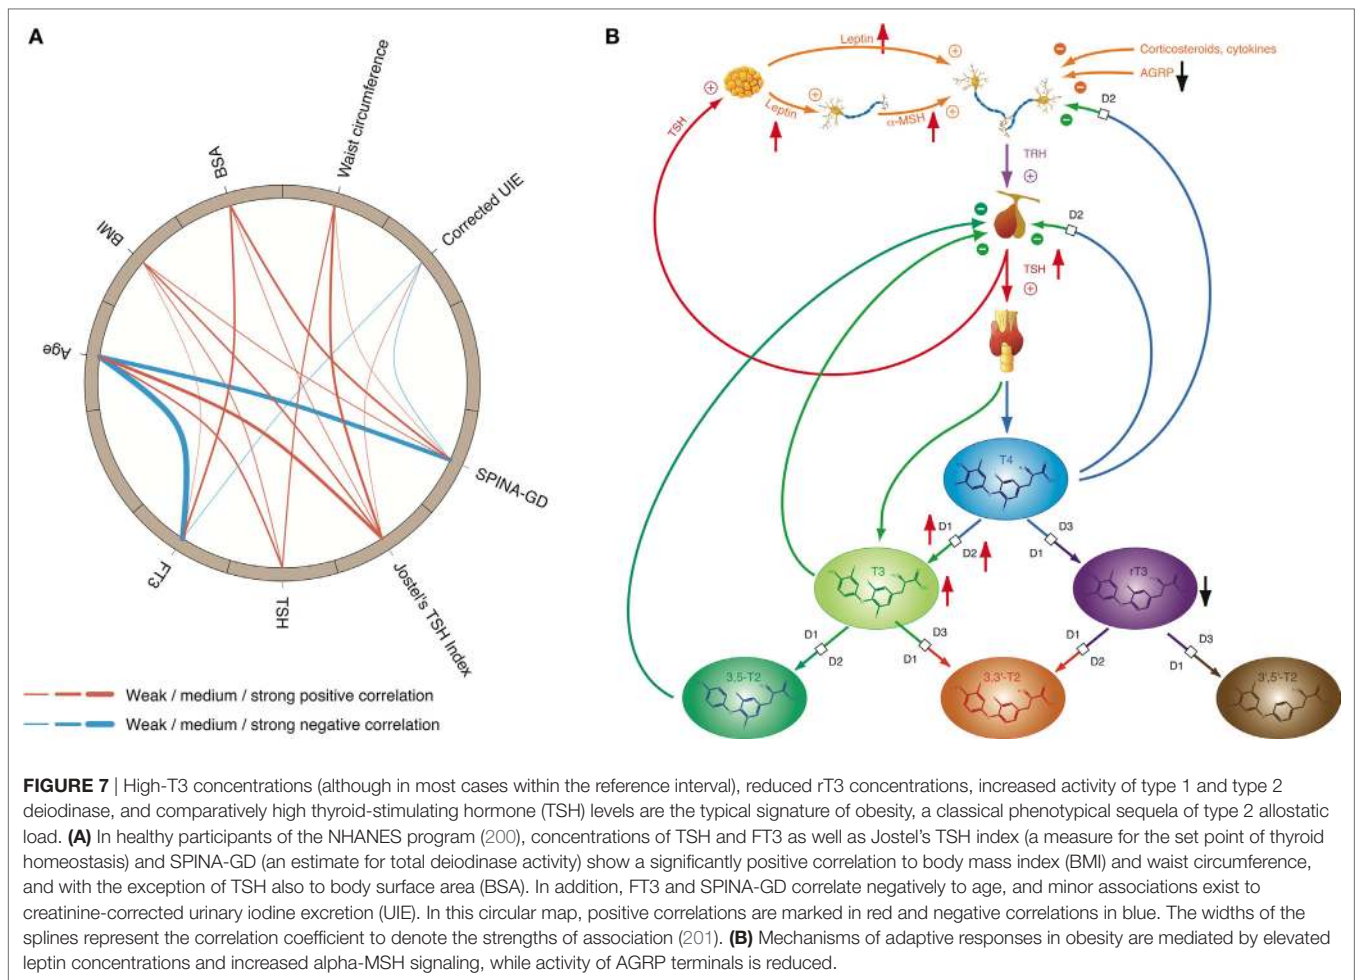 A
Waist circumference
BSA
BMI
Corrected UIE
Age
SPINA-GD
FT3
TSH
Jostel's TSH Index
Weak / medium / strong positive correlation
Weak / medium / strong negative correlation
B
Leptin
Corticosteroids, cytokines
AGRP
D2
TSH
Leptin
α-MSH
TRH
D2
TSH
T4
D1
D2
D3
D1
T3
rT3
D1
D2
D3
D1
D1
D2
D3
D1
3,5-T2
3,3'-T2
3',5'-T2
FIGURE 7 | High-T3 concentrations (although in most cases within the reference interval), reduced rT3 concentrations, increased activity of type 1 and type 2
deiodinase, and comparatively high thyroid-stimulating hormone (TSH) levels are the typical signature of obesity, a classical phenotypical sequela of type 2 allostatic
load. (A) In healthy participants of the NHANES program (200), concentrations of TSH and FT3 as well as Jostel's TSH index (a measure for the set point of thyroid
homeostasis) and SPINA-GD (an estimate for total deiodinase activity) show a significantly positive correlation to body mass index (BMI) and waist circumference,
and with the exception of TSH also to body surface area (BSA). In addition, FT3 and SPINA-GD correlate negatively to age, and minor associations exist to
creatinine-corrected urinary iodine excretion (UIE). In this circular map, positive correlations are marked in red and negative correlations in blue. The widths of the
splines represent the correlation coefficient to denote the strengths of association (201). (B) Mechanisms of adaptive responses in obesity are mediated by elevated
leptin concentrations and increased alpha-MSH signaling, while activity of AGRP terminals is reduced.